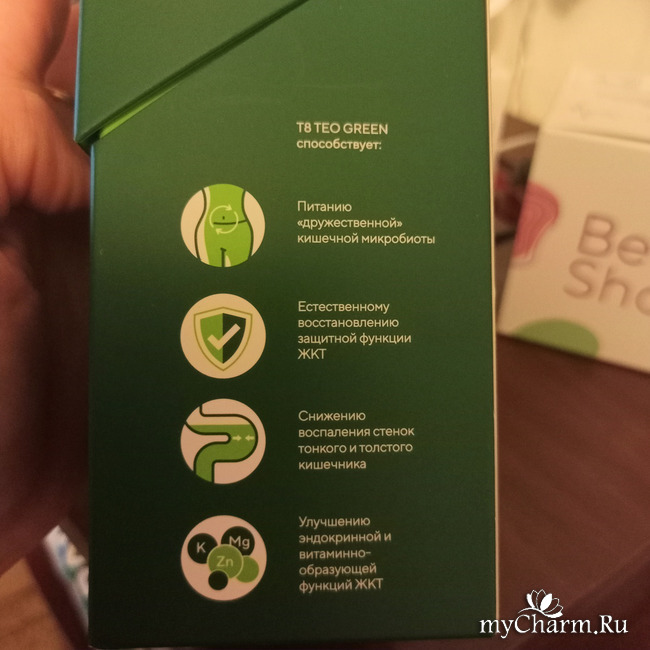 T8 TEO GREEN
способствует:
Питанию
«дружественной»
кишечной микробиоты
Естественному
восстановлению
защитной функции
ЖКТ
Снижению
воспаления стенок
тонкого и толстого
кишечника
K
Mg
Zn
Улучшению
эндокринной и
витаминно-
образующей
функций ЖКТ
Be
Sho
myCharm.Ru